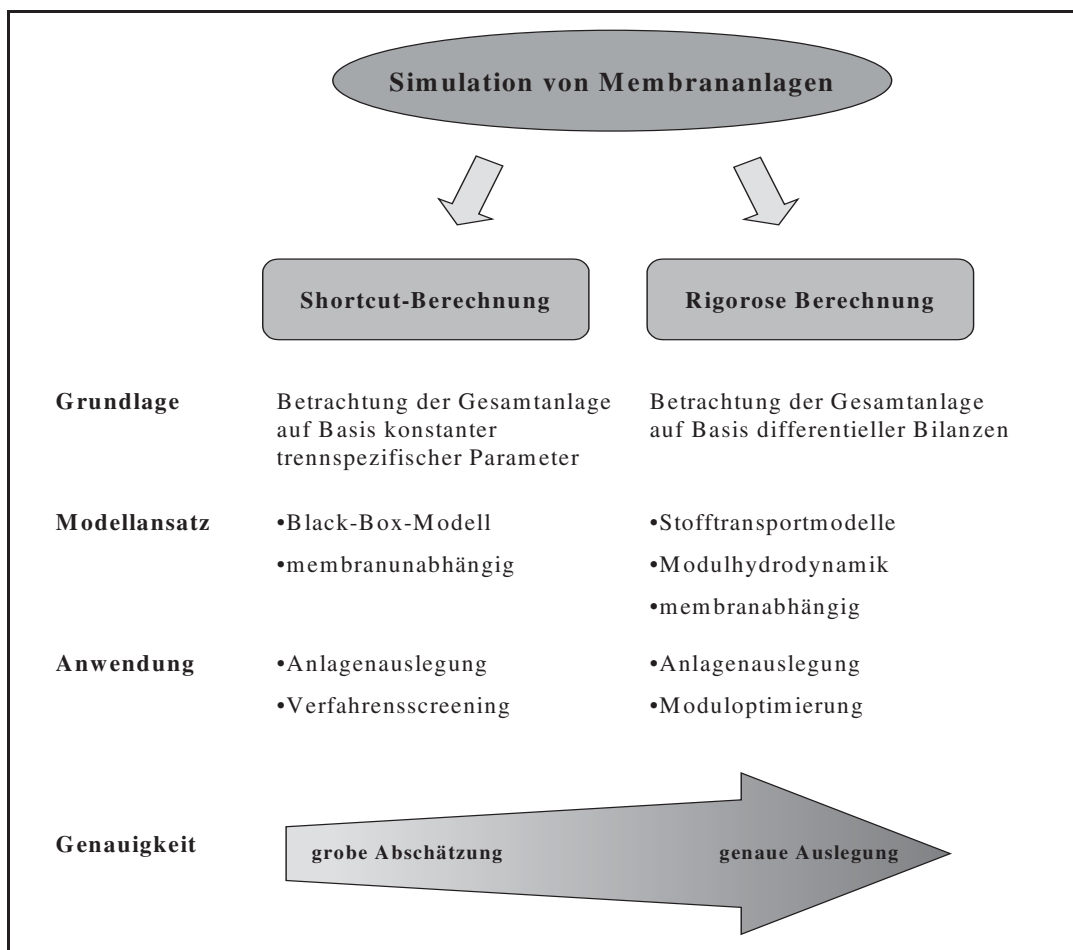 Simulation von Membrananlagen
Shortcut-Berechnung
Rigorose Berechnung
Grundlage
Betrachtung der Gesamtanlage
auf Basis konstanter
trennspezifischer Parameter
Betrachtung der Gesamtanlage
auf Basis differentieller Bilanzen
Modellansatz
•Black-Box-Modell
•membranunabhängig
•Stofftransportmodelle
•Modulhydrodynamik
•membranabhängig
Anwendung
•Anlagenauslegung
•Verfahrensscreening
•Anlagenauslegung
•Moduloptimierung
Genauigkeit
grobe Abschätzung
genaue Auslegung